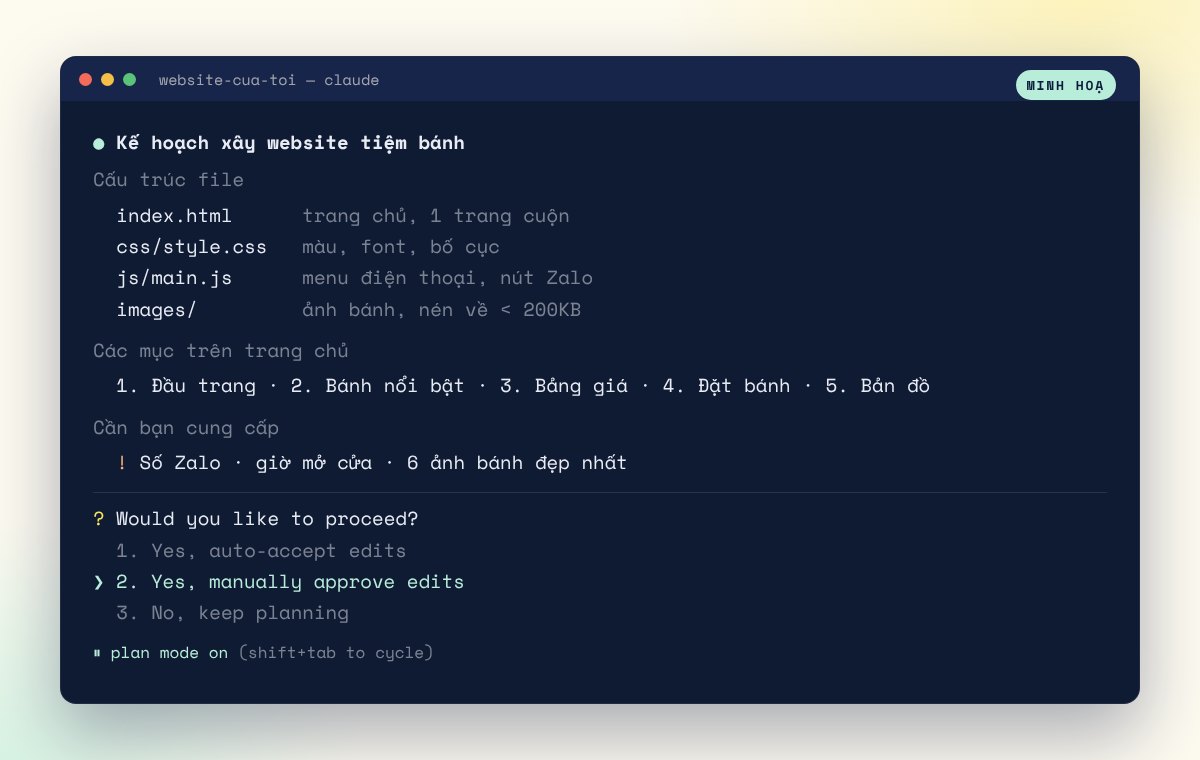 website-cua-toi — claude
MINH HOẠ
● Kế hoạch xây website tiệm bánh
Cấu trúc file
index.html trang chủ, 1 trang cuộn
css/style.css màu, font, bố cục
js/main.js menu điện thoại, nút Zalo
images/ ảnh bánh, nén về < 200KB
Các mục trên trang chủ
1. Đầu trang · 2. Bánh nổi bật · 3. Bảng giá · 4. Đặt bánh · 5. Bản đồ
Cần bạn cung cấp
! Số Zalo · giờ mở cửa · 6 ảnh bánh đẹp nhất
? Would you like to proceed?
1. Yes, auto-accept edits
❯ 2. Yes, manually approve edits
3. No, keep planning
⏸ plan mode on (shift+tab to cycle)